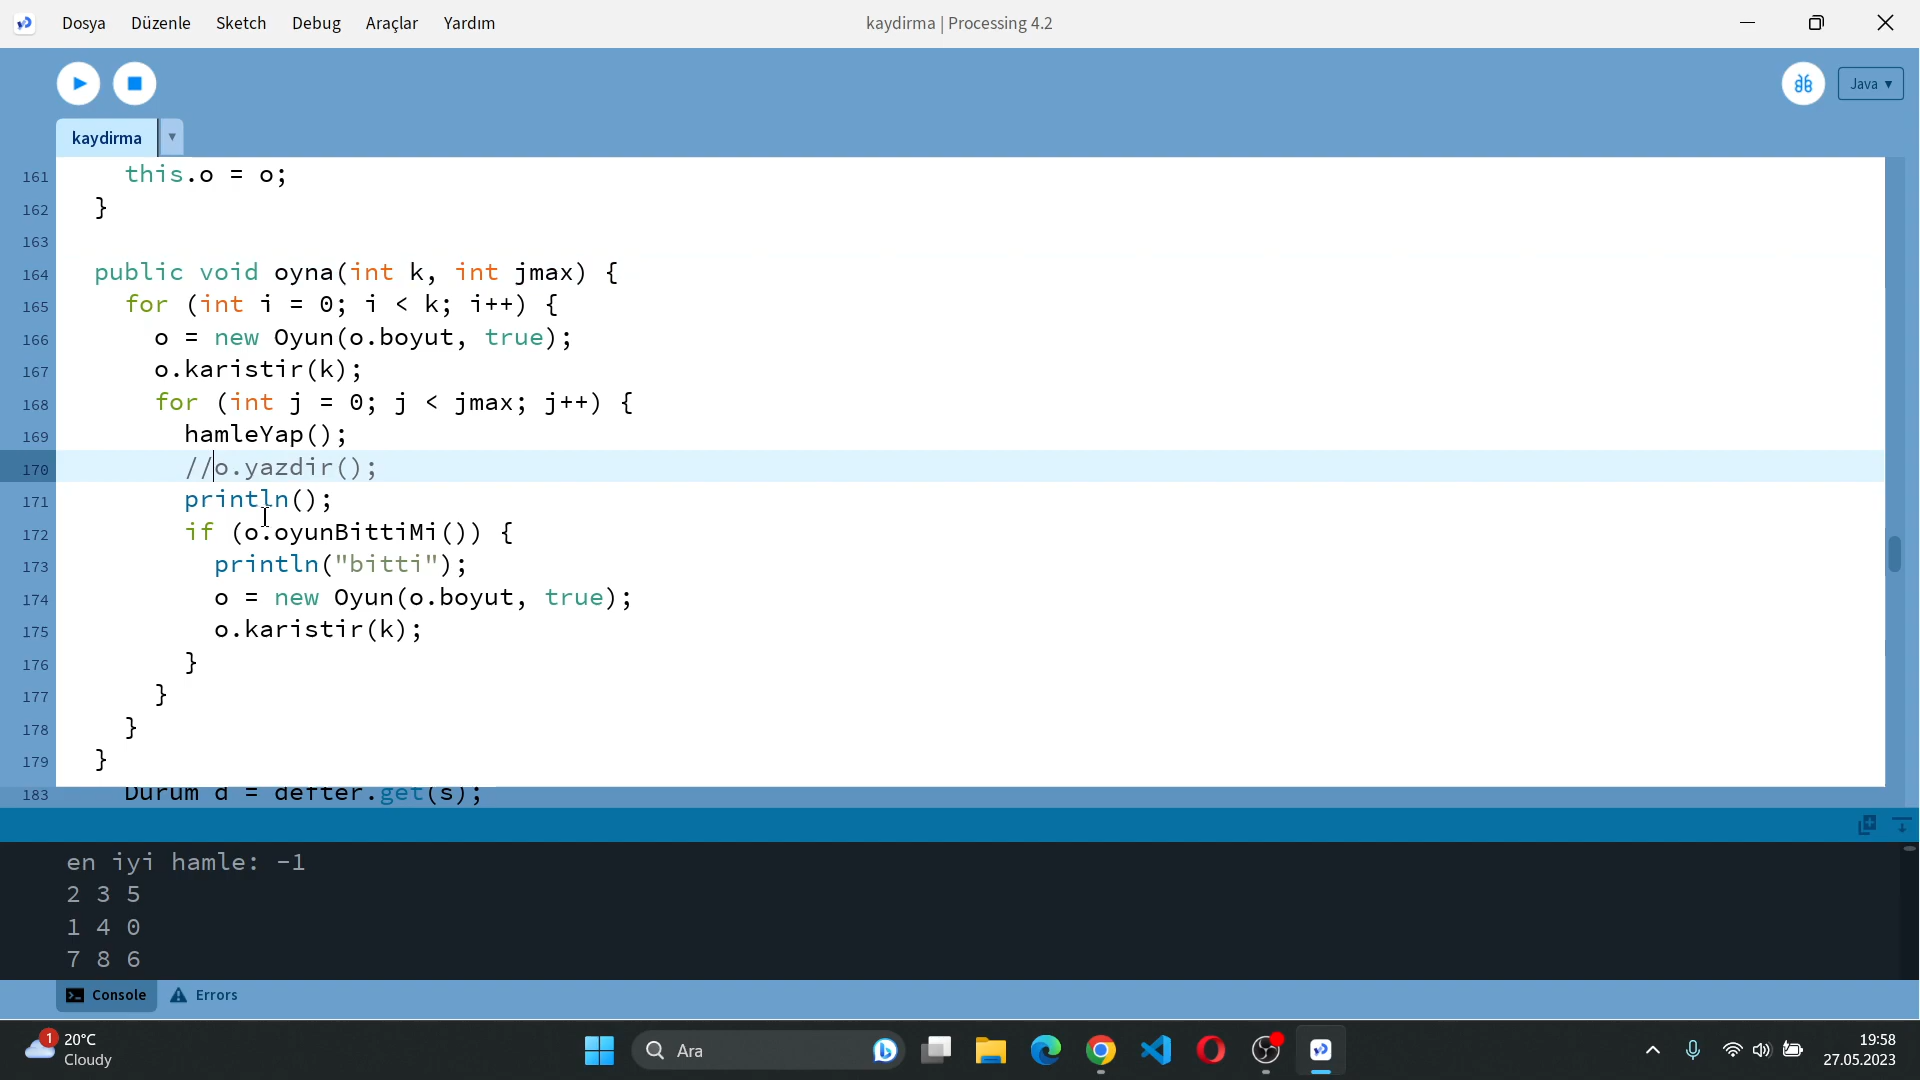 Dosya Düzenle Sketch Debug Araçlar Yardım kaydirma | Processing 4.2
Java ▾
kaydirma ▾
161 this.o = o;
162 }
163
164 public void oyna(int k, int jmax) {
165 for (int i = 0; i < k; i++) {
166 o = new Oyun(o.boyut, true);
167 o.karistir(k);
168 for (int j = 0; j < jmax; j++) {
169 hamleYap();
170 //o.yazdir();
171 println();
172 if (o.oyunBittiMi()) {
173 println("bitti");
174 o = new Oyun(o.boyut, true);
175 o.karistir(k);
176 }
177 }
178 }
179 }
183 Durum d = defter.get(s);
en iyi hamle: -1
2 3 5
1 4 0
7 8 6
Console Errors
1 20°C
Cloudy
Ara
19:58
27.05.2023